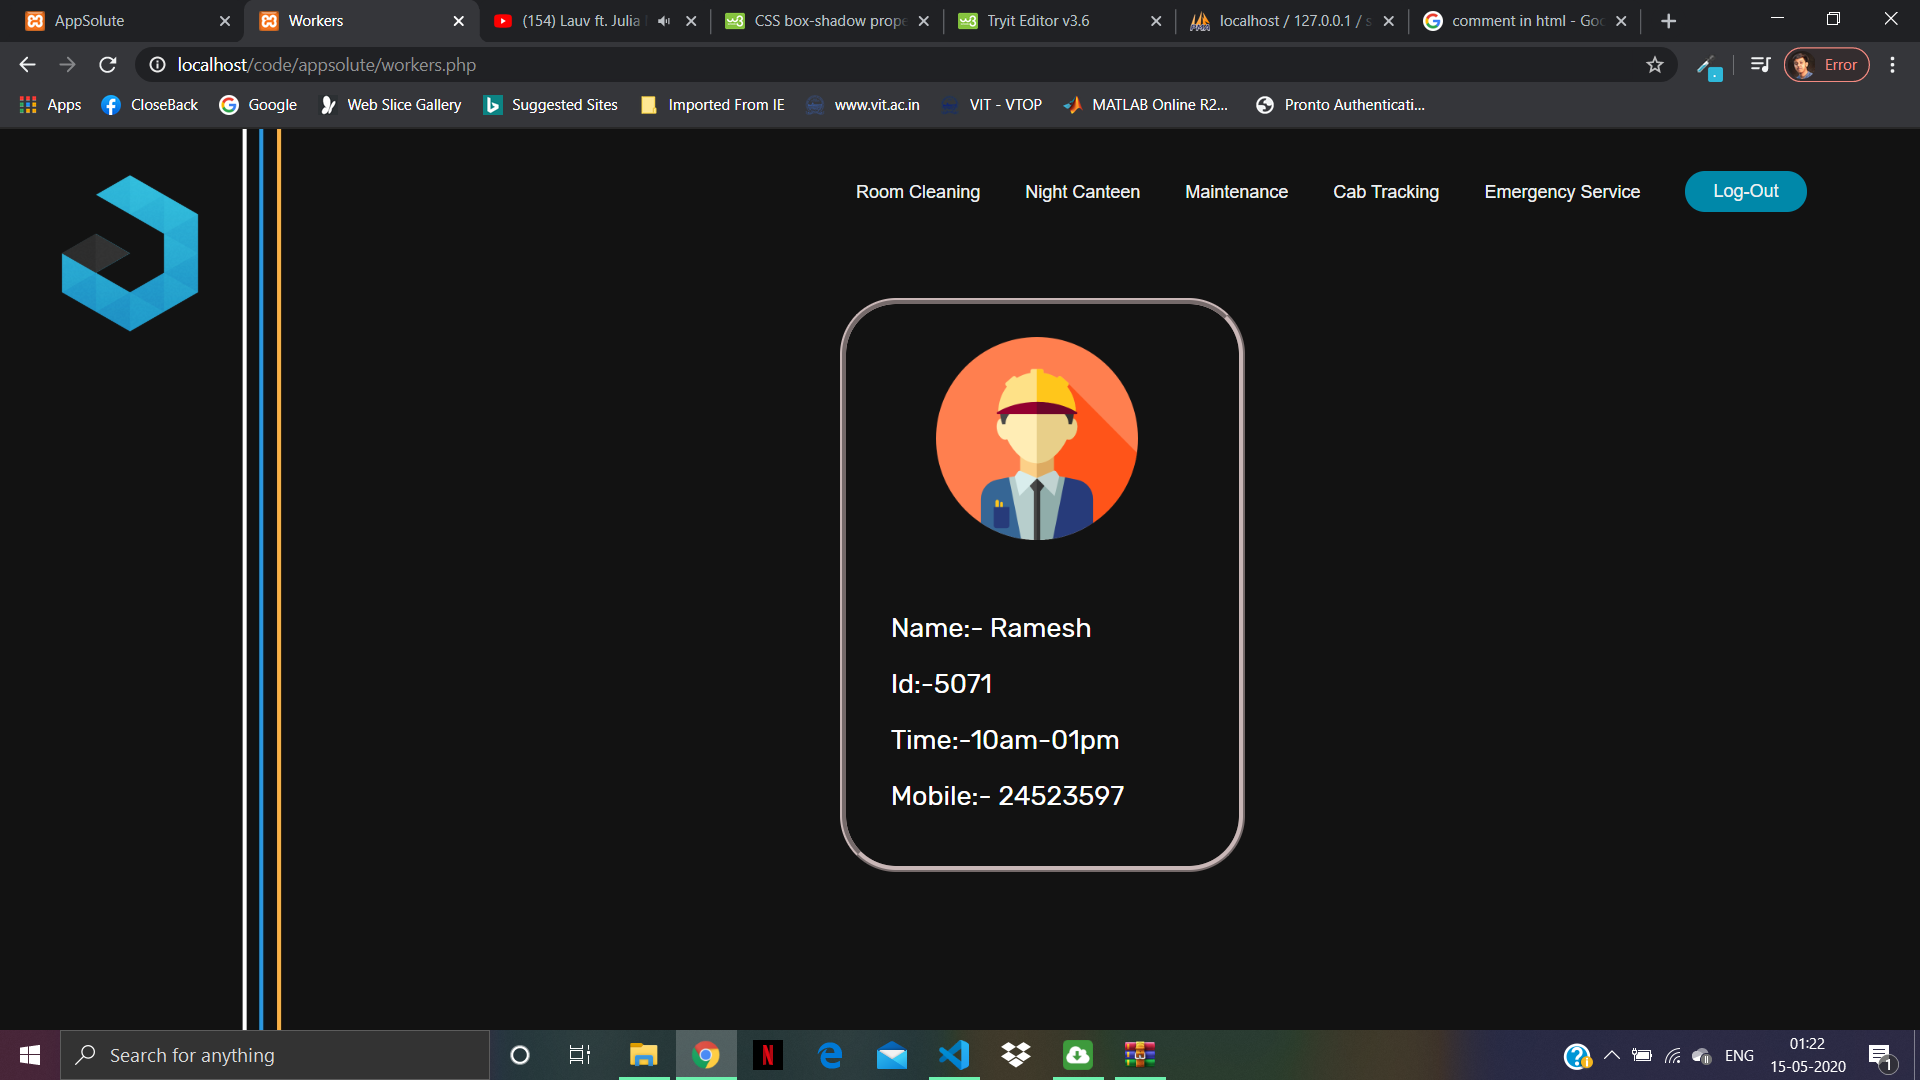 AppSolute
Workers
(154) Lauv ft. Julia
CSS box-shadow prope
Tryit Editor v3.6
localhost / 127.0.0.1 / s
comment in html - Goo
localhost/code/appsolute/workers.php
Error
Apps
CloseBack
Google
Web Slice Gallery
Suggested Sites
Imported From IE
www.vit.ac.in
VIT - VTOP
MATLAB Online R2...
Pronto Authenticati...
Room Cleaning
Night Canteen
Maintenance
Cab Tracking
Emergency Service
Log-Out
Name:- Ramesh
Id:-5071
Time:-10am-01pm
Mobile:- 24523597
Search for anything
ENG
01:22
15-05-2020
1